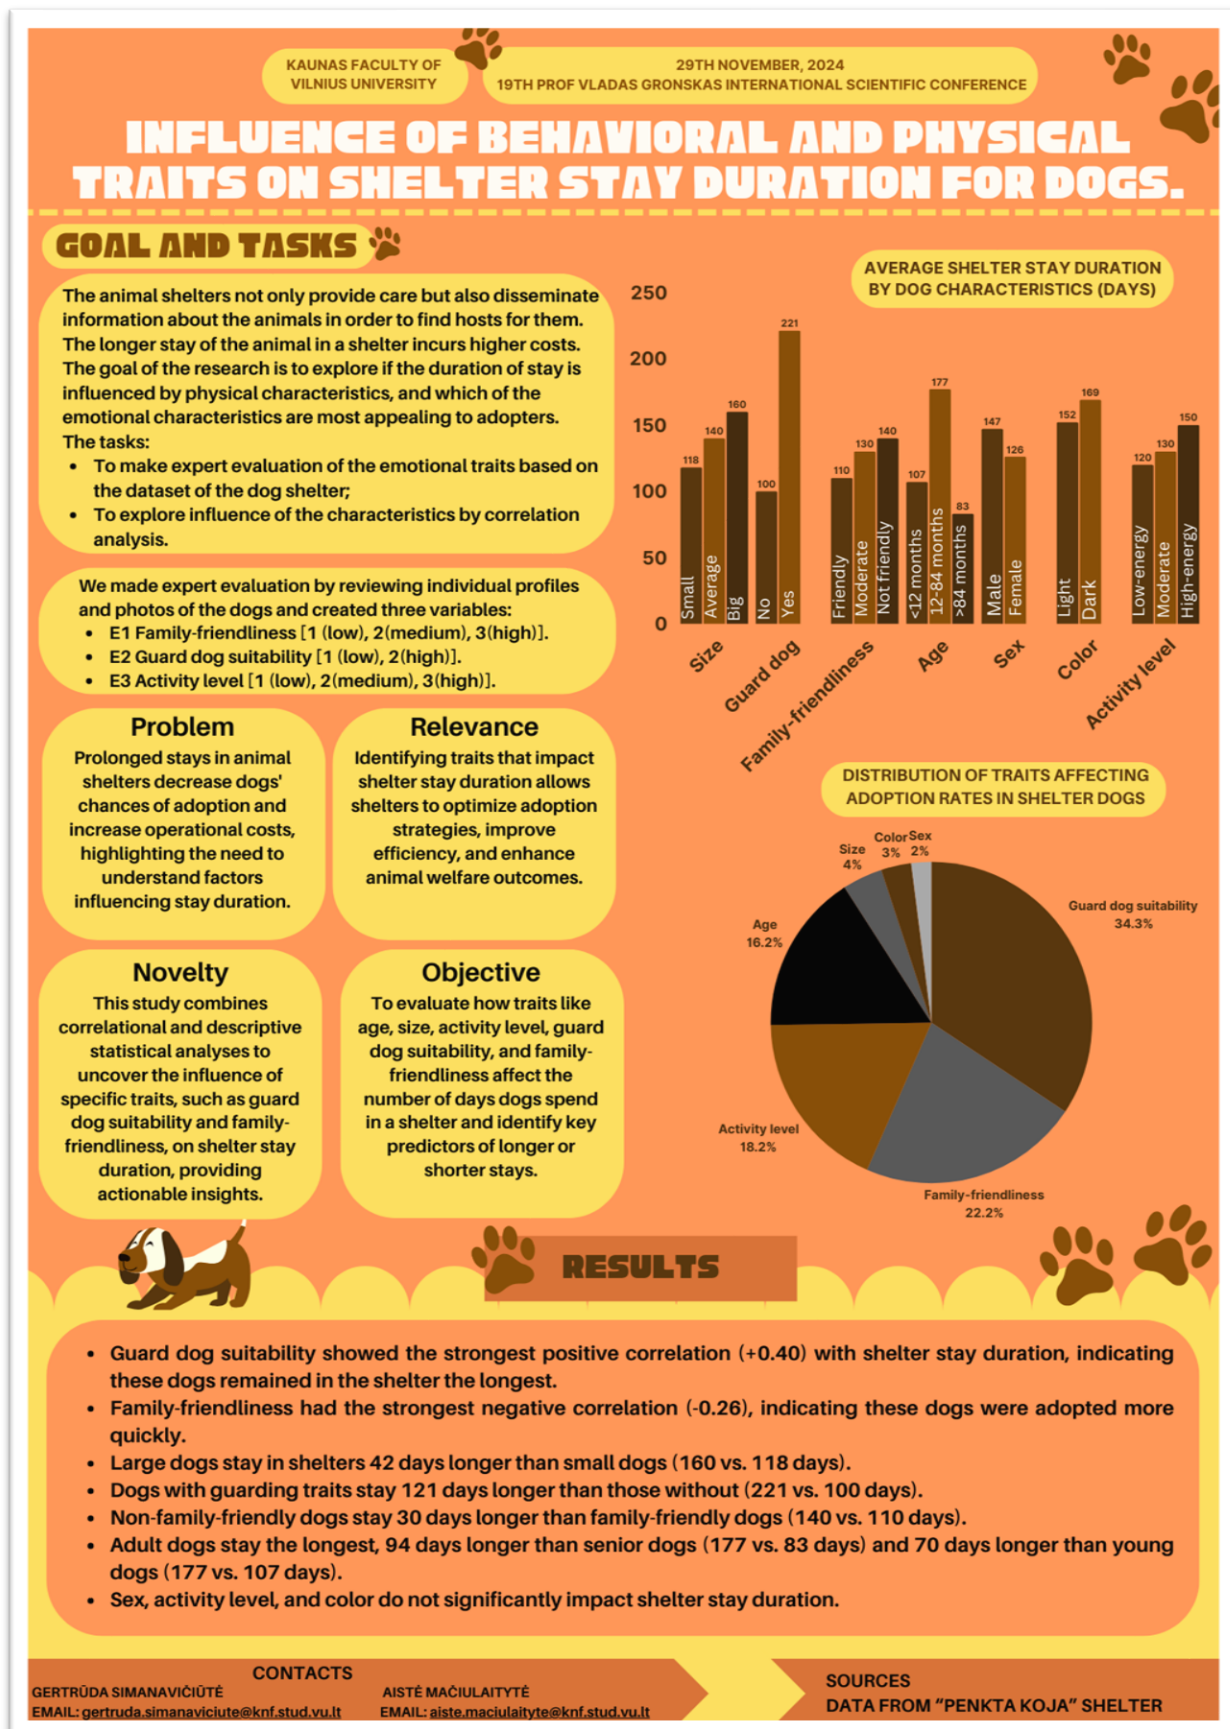 KAUNAS FACULTY OF
VILNIUS UNIVERSITY
29TH NOVEMBER, 2024
19TH PROF VLADAS GRONSKAS INTERNATIONAL SCIENTIFIC CONFERENCE
INFLUENCE OF BEHAVIORAL AND PHYSICAL
TRAITS ON SHELTER STAY DURATION FOR DOGS.
GOAL AND TASKS
The animal shelters not only provide care but also disseminate
information about the animals in order to find hosts for them.
The longer stay of the animal in a shelter incurs higher costs.
The goal of the research is to explore if the duration of stay is
influenced by physical characteristics, and which of the
emotional characteristics are most appealing to adopters.
The tasks:
• To make expert evaluation of the emotional traits based on
the dataset of the dog shelter;
• To explore influence of the characteristics by correlation
analysis.
We made expert evaluation by reviewing individual profiles
and photos of the dogs and created three variables:
• E1 Family-friendliness [1 (low), 2(medium), 3(high)].
• E2 Guard dog suitability [1 (low), 2(high)].
• E3 Activity level [1 (low), 2(medium), 3(high)].
Problem
Prolonged stays in animal
shelters decrease dogs'
chances of adoption and
increase operational costs,
highlighting the need to
understand factors
influencing stay duration.
Relevance
Identifying traits that impact
shelter stay duration allows
shelters to optimize adoption
strategies, improve
efficiency, and enhance
animal welfare outcomes.
Novelty
This study combines
correlational and descriptive
statistical analyses to
uncover the influence of
specific traits, such as guard
dog suitability and family-
friendliness, on shelter stay
duration, providing
actionable insights.
Objective
To evaluate how traits like
age, size, activity level, guard
dog suitability, and family-
friendliness affect the
number of days dogs spend
in a shelter and identify key
predictors of longer or
shorter stays.
AVERAGE SHELTER STAY DURATION
BY DOG CHARACTERISTICS (DAYS)
250
200
150
100
50
0
118
140
160
100
221
110
130
140
107
177
83
147
126
152
169
120
130
150
Small
Average
Big
No
Yes
Friendly
Moderate
Not friendly
<12 months
12-84 months
>84 months
Male
Female
Light
Dark
Low-energy
Moderate
High-energy
Size
Guard dog
Family-friendliness
Age
Sex
Color
Activity level
DISTRIBUTION OF TRAITS AFFECTING
ADOPTION RATES IN SHELTER DOGS
Sex
2%
Color
3%
Size
4%
Age
16.2%
Guard dog suitability
34.3%
Activity level
18.2%
Family-friendliness
22.2%
RESULTS
• Guard dog suitability showed the strongest positive correlation (+0.40) with shelter stay duration, indicating
these dogs remained in the shelter the longest.
• Family-friendliness had the strongest negative correlation (-0.26), indicating these dogs were adopted more
quickly.
• Large dogs stay in shelters 42 days longer than small dogs (160 vs. 118 days).
• Dogs with guarding traits stay 121 days longer than those without (221 vs. 100 days).
• Non-family-friendly dogs stay 30 days longer than family-friendly dogs (140 vs. 110 days).
• Adult dogs stay the longest, 94 days longer than senior dogs (177 vs. 83 days) and 70 days longer than young
dogs (177 vs. 107 days).
• Sex, activity level, and color do not significantly impact shelter stay duration.
CONTACTS
GERTRŪDA SIMANAVIČIŪTĖ
EMAIL: gertruda.simanaviciute@knf.stud.vu.lt
AISTĖ MAČIULAITYTĖ
EMAIL: aiste.maciulaityte@knf.stud.vu.lt
SOURCES
DATA FROM "PENKTA KOJA" SHELTER